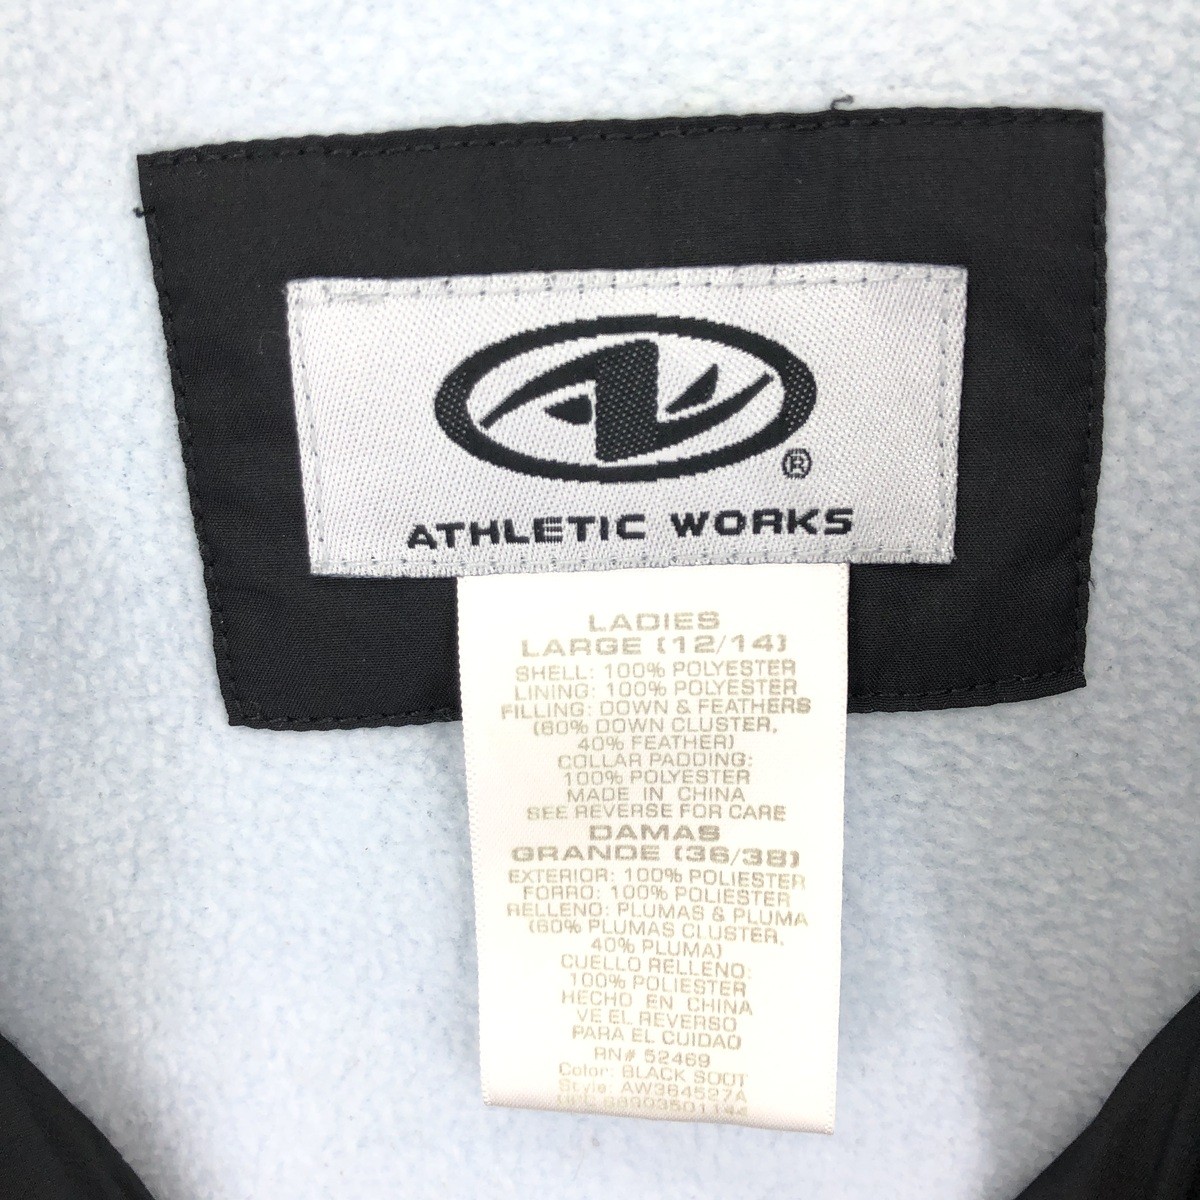 ®
ATHLETIC WORKS
LADIES
LARGE (12/14)
SHELL: 100% POLYESTER
LINING: 100% POLYESTER
FILLING: DOWN & FEATHERS
(60% DOWN CLUSTER,
40% FEATHER)
COLLAR PADDING:
100% POLYESTER
MADE IN CHINA
SEE REVERSE FOR CARE
DAMAS
GRANDE (36/38)
EXTERIOR: 100% POLIESTER
FORRO: 100% POLIESTER
RELLENO: PLUMAS & PLUMA
(60% PLUMAS CLUSTER,
40% PLUMA)
CUELLO RELLENO:
100% POLIESTER
HECHO EN CHINA
VE EL REVERSO
PARA EL CUIDAO
RN# 52469
Color: BLACK SOOT
Style: AW364527A